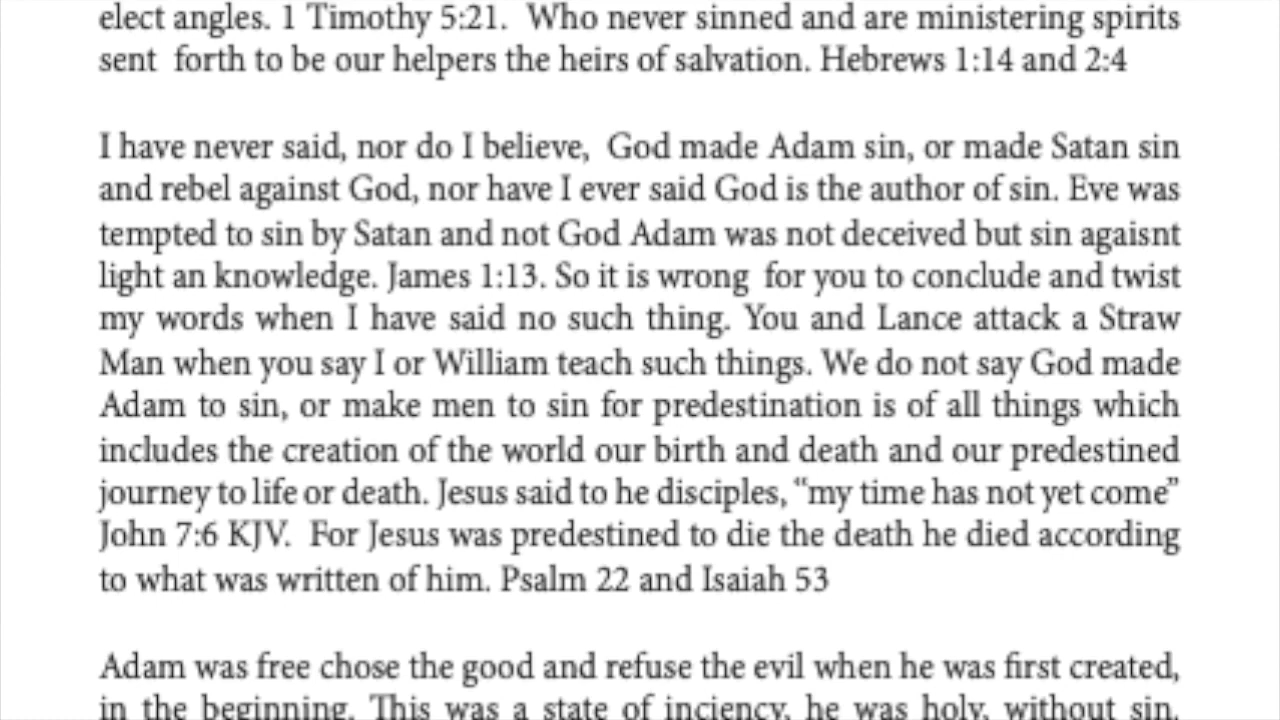 elect angles. 1 Timothy 5:21.  Who never sinned and are ministering spirits
sent  forth to be our helpers the heirs of salvation. Hebrews 1:14 and 2:4
I have never said, nor do I believe,  God made Adam sin, or made Satan sin
and rebel against God, nor have I ever said God is the author of sin. Eve was
tempted to sin by Satan and not God Adam was not deceived but sin agaisnt
light an knowledge. James 1:13. So it is wrong  for you to conclude and twist
my words when I have said no such thing. You and Lance attack a Straw
Man when you say I or William teach such things. We do not say God made
Adam to sin, or make men to sin for predestination is of all things which
includes the creation of the world our birth and death and our predestined
journey to life or death. Jesus said to he disciples, “my time has not yet come”
John 7:6 KJV.  For Jesus was predestined to die the death he died according
to what was written of him. Psalm 22 and Isaiah 53
Adam was free chose the good and refuse the evil when he was first created,
in the beginning. This was a state of inciency, he was holy, without sin,